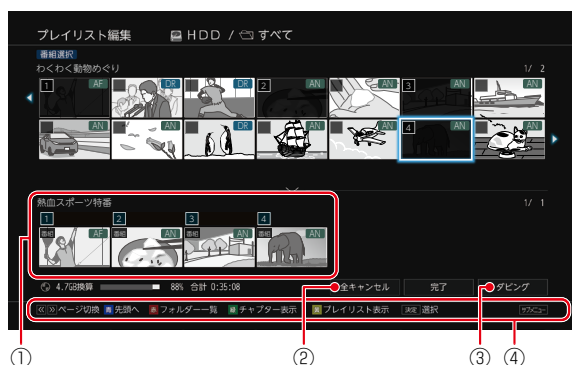 プレイリスト編集 HDD / すべて
番組選択
わくわく動物めぐり 1/ 2
1 AF DR DR 2 AN AN 3 AN AN
AN AN DR AN AN 4 AN AN
熱血スポーツ特番 1/ 1
1 2 3 4
番組 AF 番組 AN 番組 AN 番組 AN
4.7GB換算 88% 合計 0:35:08 全キャンセル 完了 ダビング
ページ切換 青 先頭へ 赤 フォルダー一覧 緑 チャプター表示 黄 プレイリスト表示 決定 選択 サブメニュー
① ② ③ ④